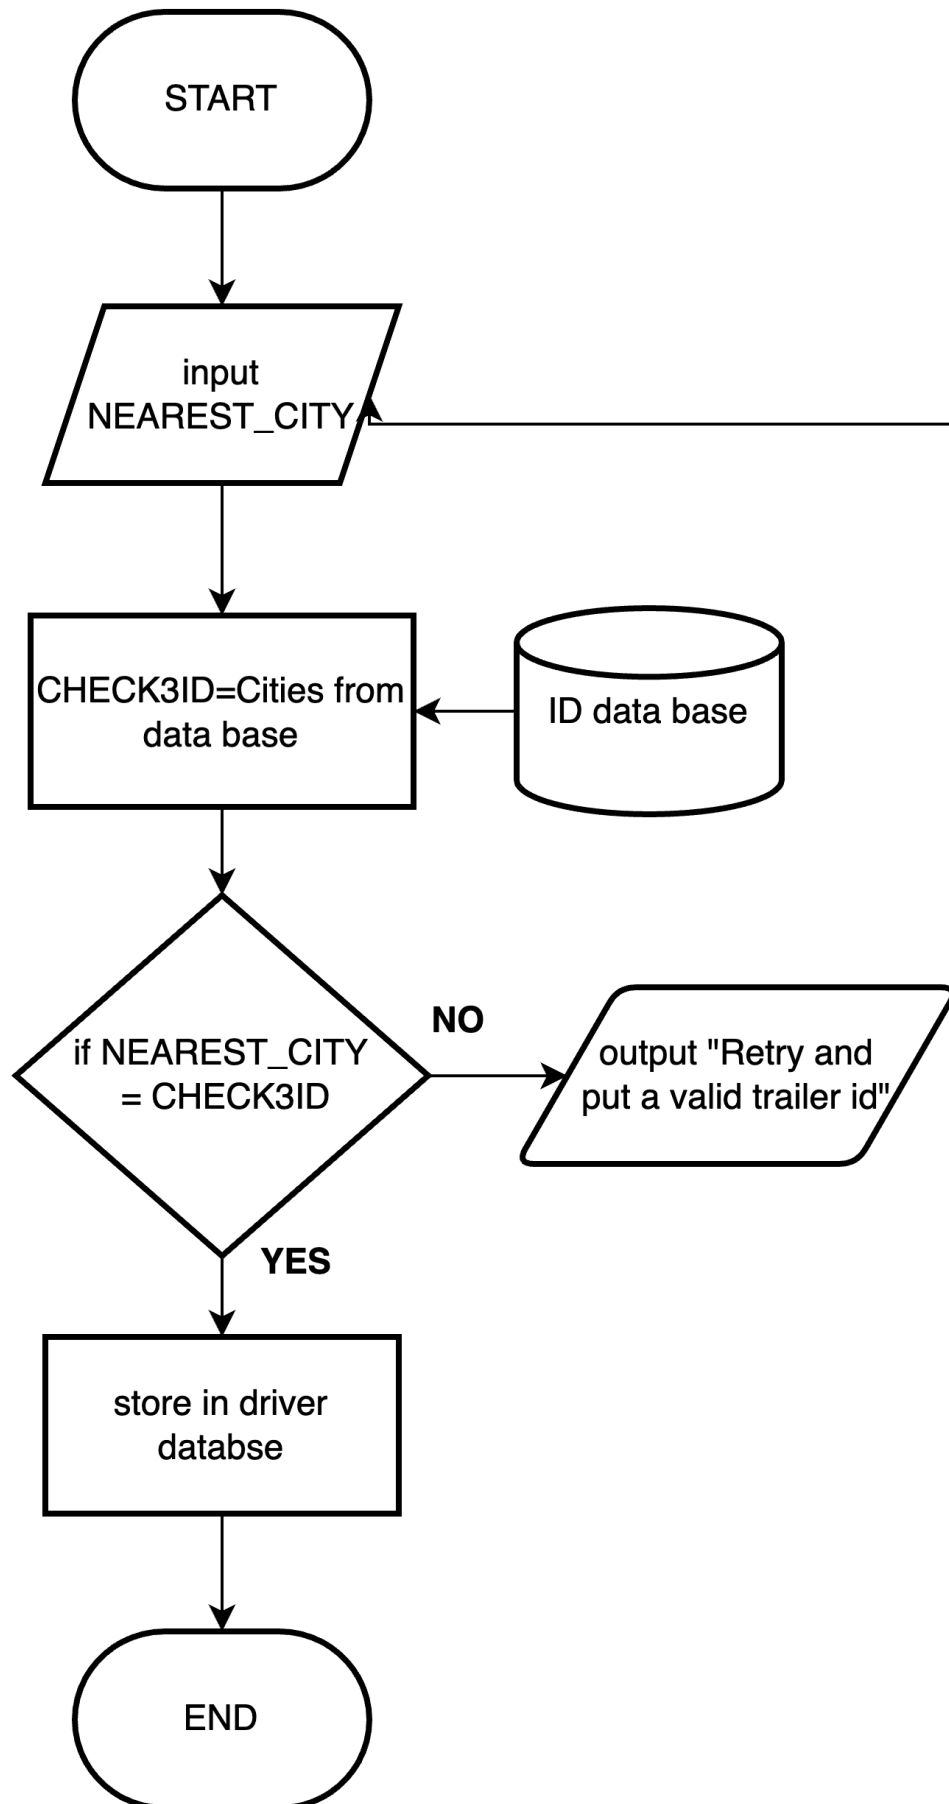 START
input
NEAREST_CITY
CHECK3ID=Cities from
data base
ID data base
if NEAREST_CITY
= CHECK3ID
NO
output "Retry and
put a valid trailer id"
YES
store in driver
databse
END